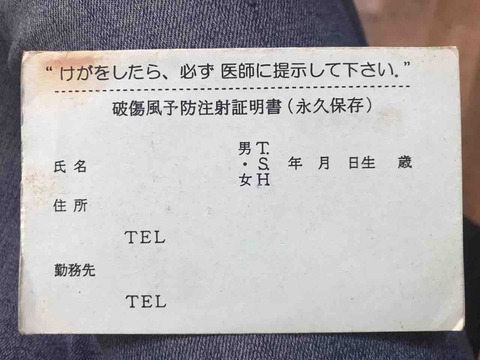 “けがをしたら、必ず医師に提示して下さい。”
破傷風予防注射証明書(永久保存)
氏名 男・女 T.S.H 年 月 日生 歳
住所
TEL
勤務先
TEL